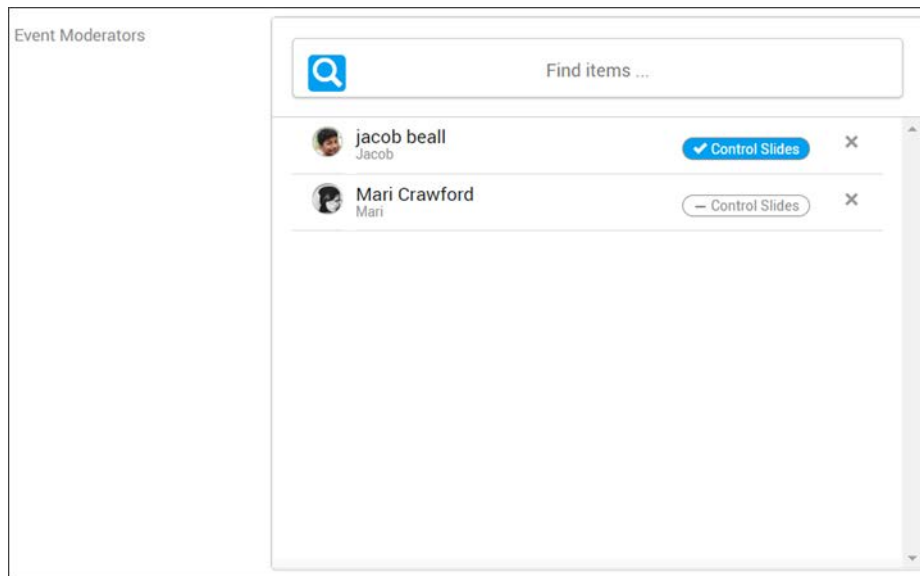 Event Moderators
Find items ...
jacob beall
Jacob
Control Slides
Mari Crawford
Mari
Control Slides